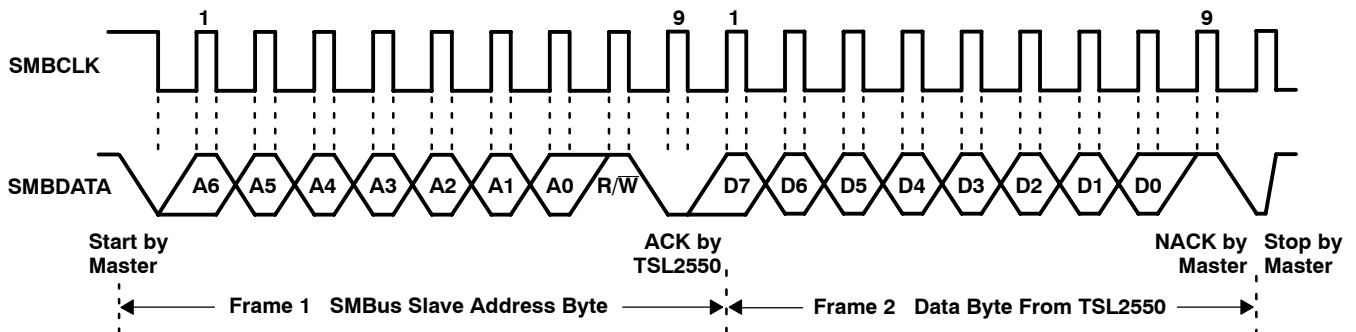 1 9 1 9
SMBCLK
SMBDATA A6 A5 A4 A3 A2 A1 A0 R/W̅ D7 D6 D5 D4 D3 D2 D1 D0
Start by
Master
ACK by
TSL2550
NACK by
Master
Stop by
Master
Frame 1 SMBus Slave Address Byte
Frame 2 Data Byte From TSL2550